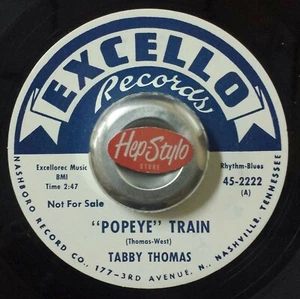 EXCELLO
Records
Hep-Stylo
STORE
Excellorec Music
BMI
Time 2:47
Not For Sale
Rhythm-Blues
45-2222
(A)
"POPEYE" TRAIN
(Thomas-West)
TABBY THOMAS
NASHBORO RECORD CO., 177-3RD AVENUE, N., NASHVILLE, TENNESSEE